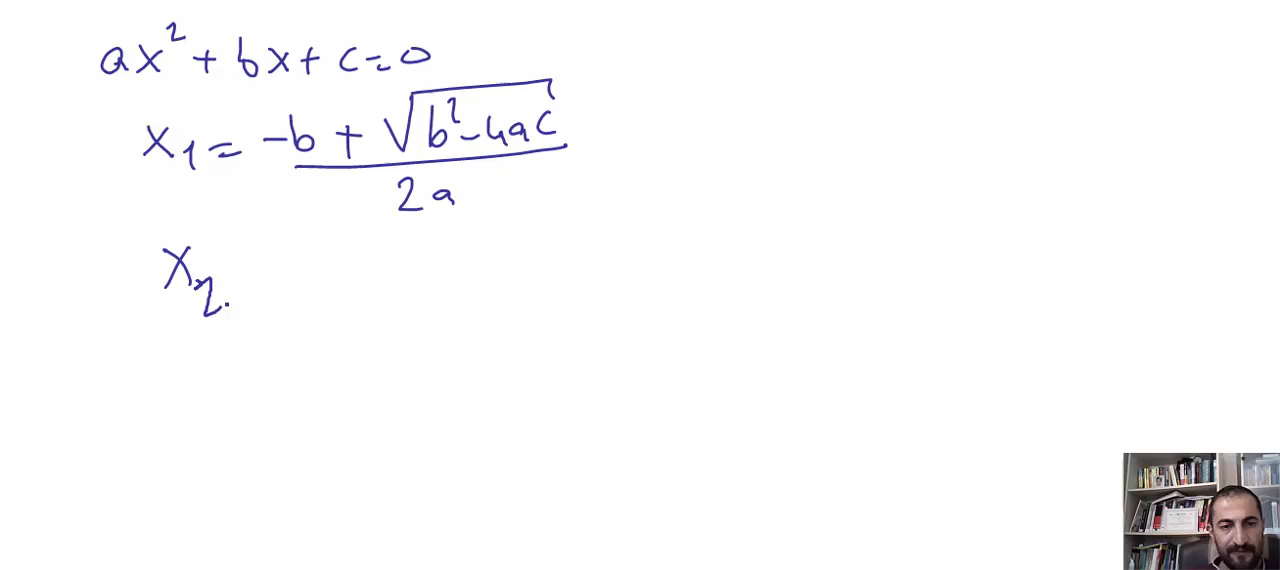 ax² + bx + c = 0
x₁ = (-b + √(b² - 4ac)) / 2a
x₂